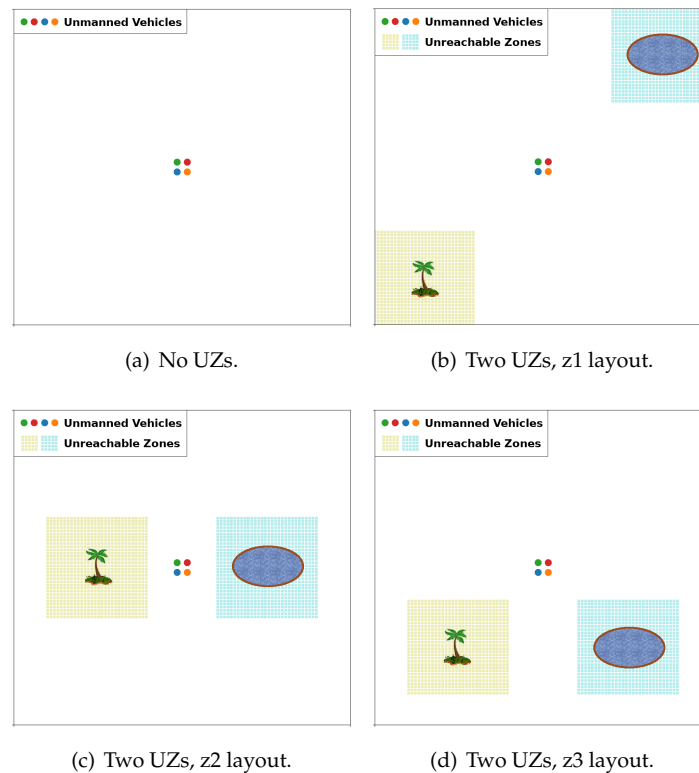 Unmanned Vehicles
Unmanned Vehicles
Unreachable Zones
(a) No UZs.
(b) Two UZs, z1 layout.
Unmanned Vehicles
Unreachable Zones
Unmanned Vehicles
Unreachable Zones
(c) Two UZs, z2 layout.
(d) Two UZs, z3 layout.